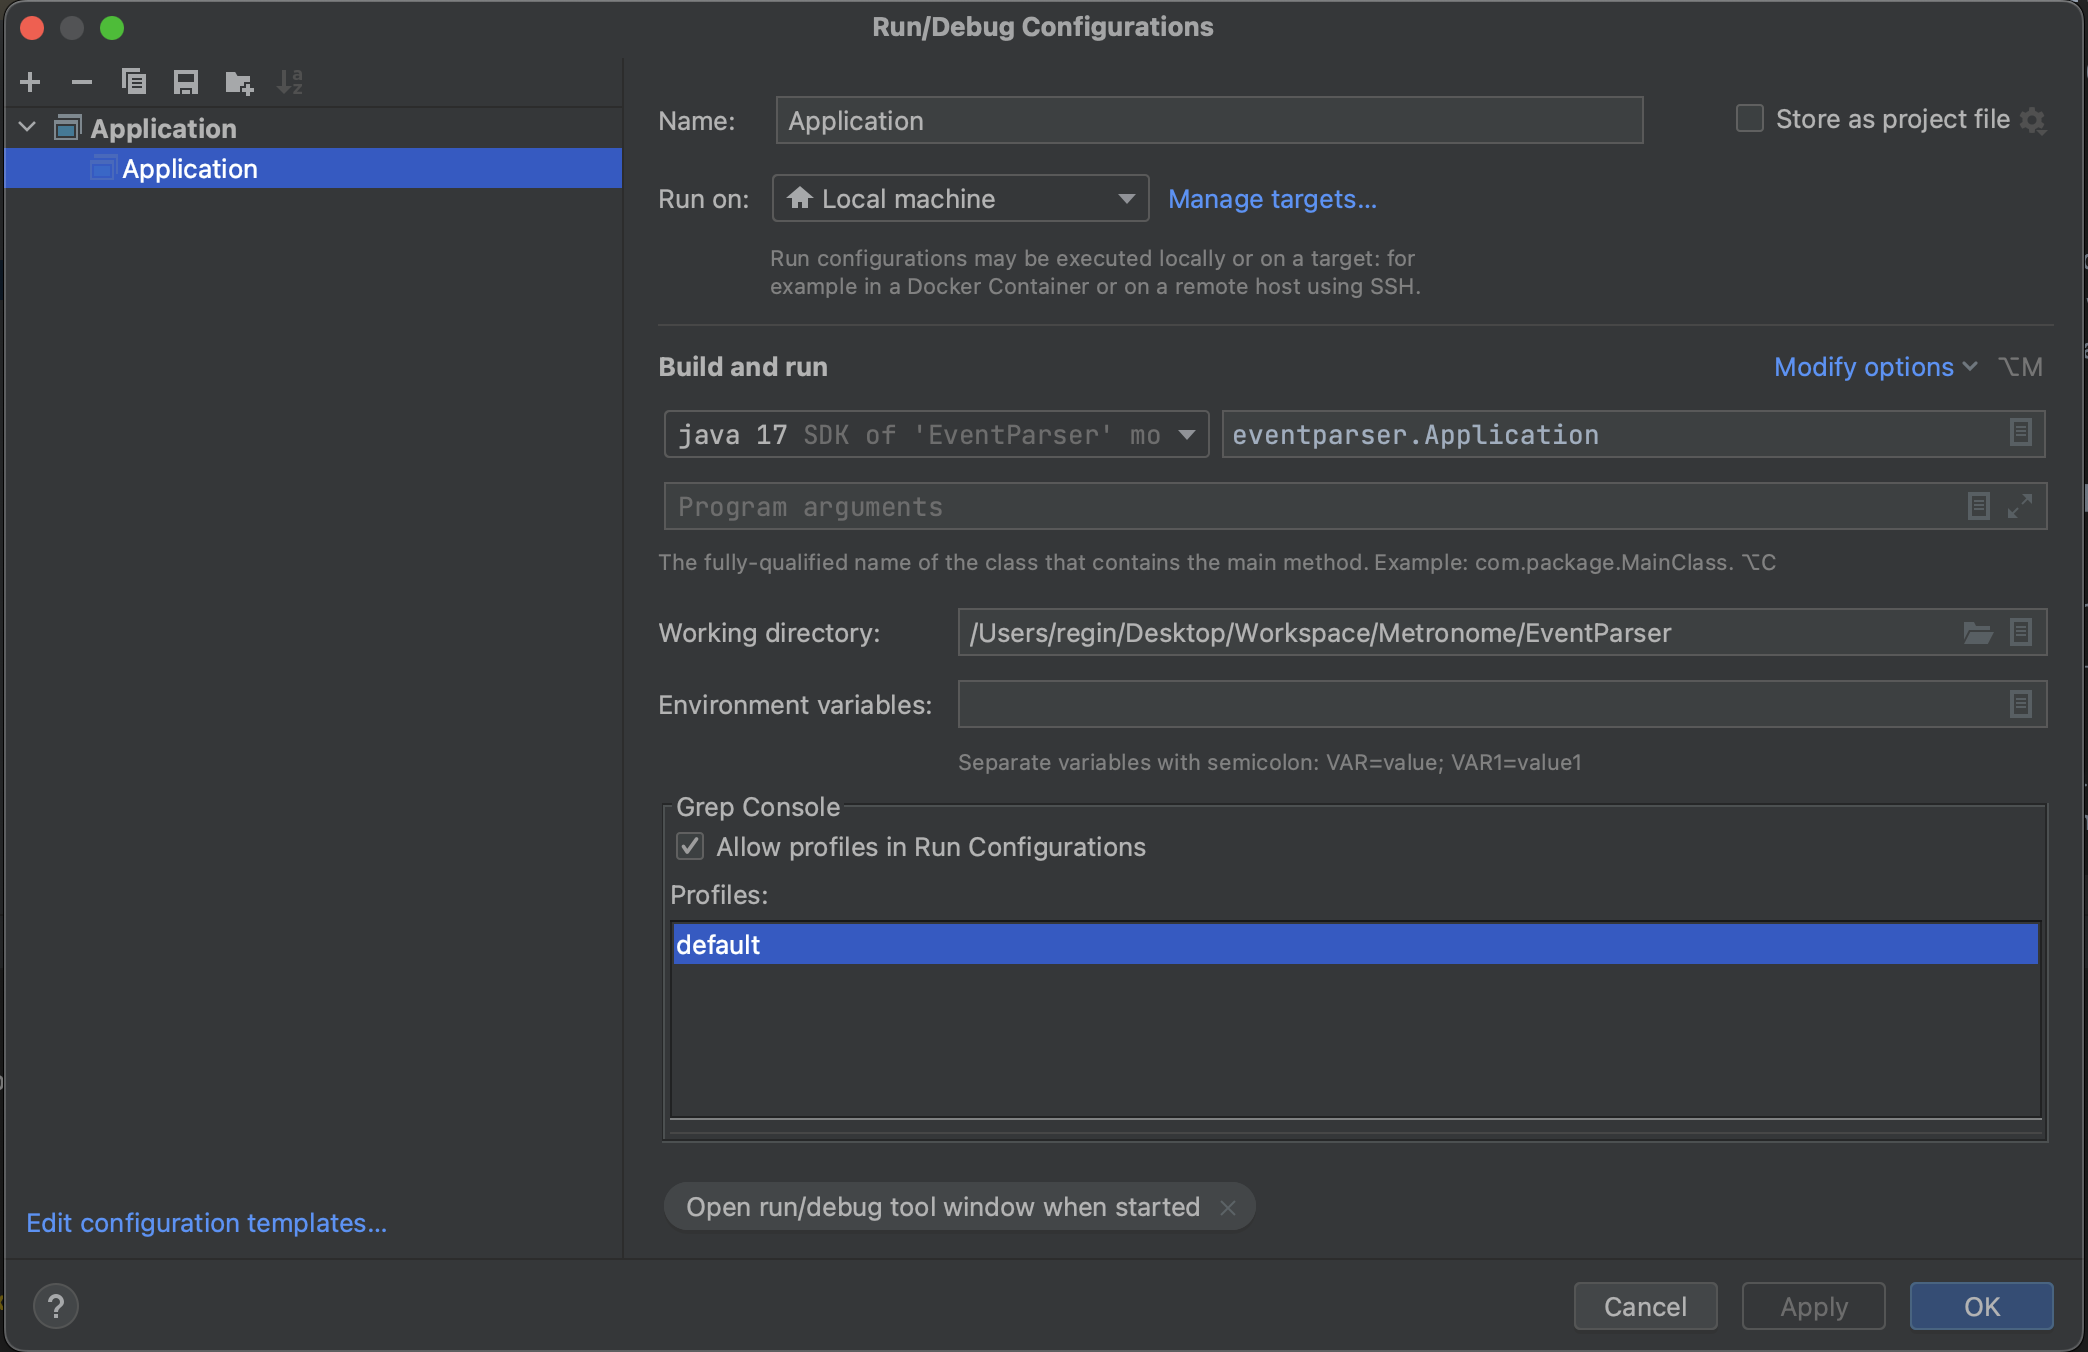 Run/Debug Configurations
Application
Application
Edit configuration templates...
Name:
Application
Store as project file
Run on:
Local machine
Manage targets...
Run configurations may be executed locally or on a target: for
example in a Docker Container or on a remote host using SSH.
Build and run
Modify options
⌥M
java 17 SDK of 'EventParser' mo
eventparser.Application
Program arguments
The fully-qualified name of the class that contains the main method. Example: com.package.MainClass. ⌥C
Working directory:
/Users/regin/Desktop/Workspace/Metronome/EventParser
Environment variables:
Separate variables with semicolon: VAR=value; VAR1=value1
Grep Console
Allow profiles in Run Configurations
Profiles:
default
Open run/debug tool window when started
?
Cancel
Apply
OK